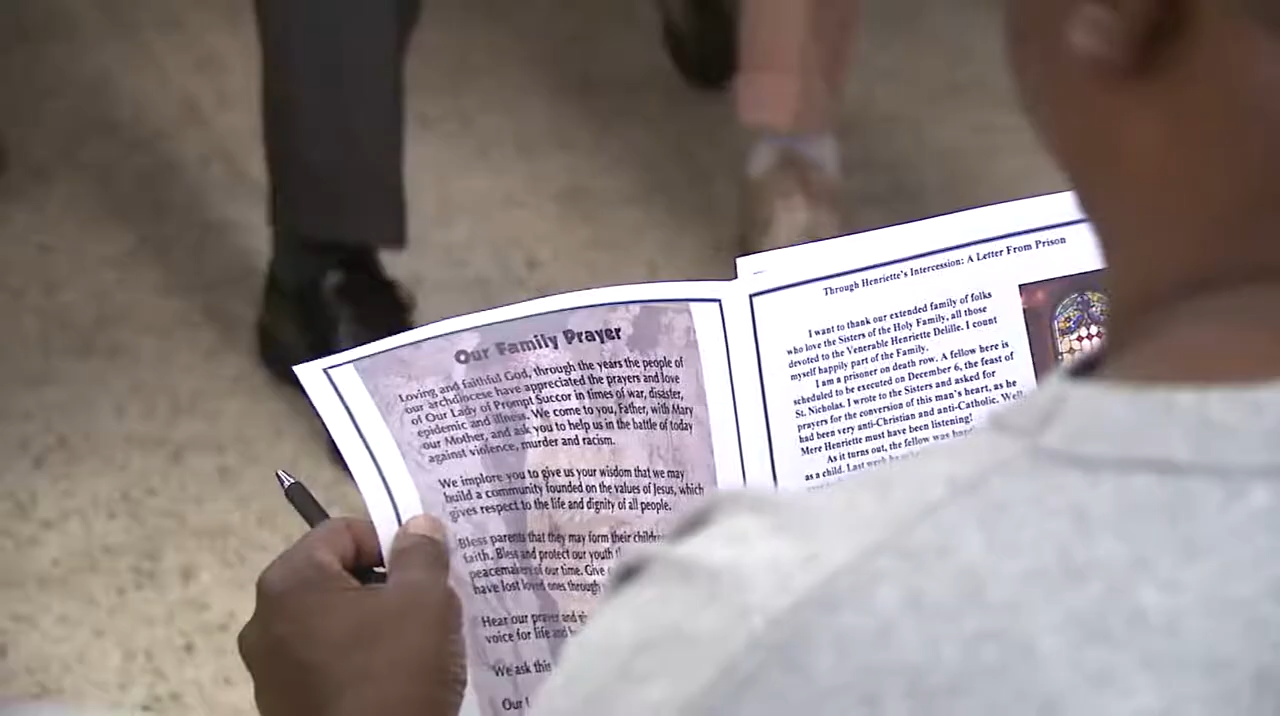 Our Family Prayer
Loving and faithful God, through the years the people of
our archdiocese have appreciated the prayers and love
of Our Lady of Prompt Succor in times of war, disaster,
epidemic and illness. We come to you, Father, with Mary
our Mother, and ask you to help us in the battle of today
against violence, murder and racism.
We implore you to give us your wisdom that we may
build a community founded on the values of Jesus, which
gives respect to the life and dignity of all people.
Bless parents that they may form their
faith. Bless and protect our youth
peacemakers of our time. Give
have lost loved ones through
Hear our prayer and
voice for life and
We ask this
Our
Through Henriette's Intercession: A Letter From Prison
I want to thank our extended family of folks
who love the Sisters of the Holy Family, all those
devoted to the Venerable Henriette Delille. I count
myself happily part of the Family.
I am a prisoner on death row. A fellow here is
scheduled to be executed on December 6, the feast of
St. Nicholas. I wrote to the Sisters and asked for
prayers for the conversion of this man's heart, as he
had been very anti-Christian and anti-Catholic. Well,
Mere Henriette must have been listening!
As it turns out, the fellow was
as a child. Last week